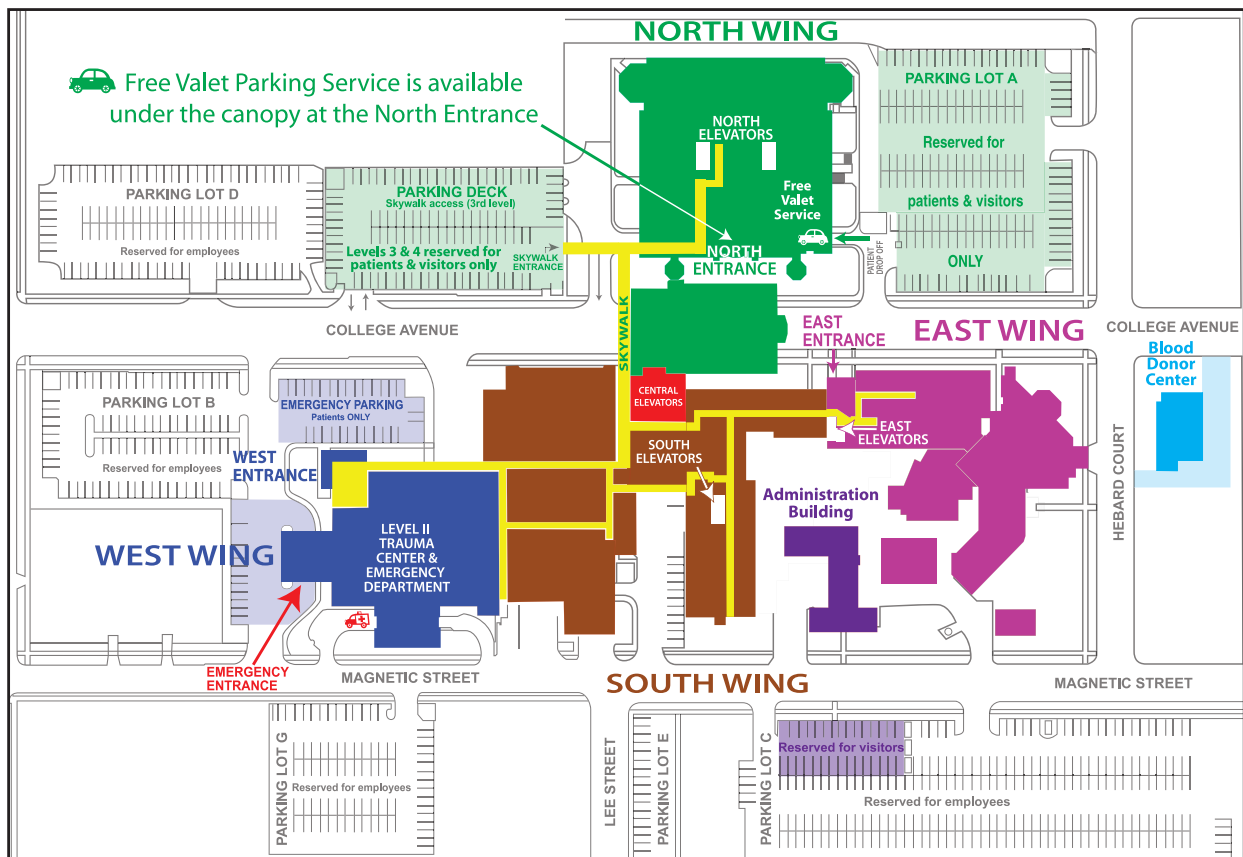 NORTH WING
Free Valet Parking Service is available
under the canopy at the North Entrance
PARKING LOT A
Reserved for
patients & visitors
ONLY
NORTH
ELEVATORS
Free
Valet
Service
PATIENT
DROP OFF
NORTH
ENTRANCE
PARKING LOT D
Reserved for employees
PARKING DECK
Skywalk access (3rd level)
Levels 3 & 4 reserved for
patients & visitors only
SKYWALK
ENTRANCE
COLLEGE AVENUE
SKYWALK
EAST
ENTRANCE
EAST WING
COLLEGE AVENUE
Blood
Donor
Center
PARKING LOT B
Reserved for employees
EMERGENCY PARKING
Patients ONLY
CENTRAL
ELEVATORS
EAST
ELEVATORS
SOUTH
ELEVATORS
WEST
ENTRANCE
HEBARD COURT
Administration
Building
WEST WING
LEVEL II
TRAUMA
CENTER &
EMERGENCY
DEPARTMENT
EMERGENCY
ENTRANCE
MAGNETIC STREET
SOUTH WING
MAGNETIC STREET
PARKING LOT G
Reserved for employees
LEE STREET
PARKING LOT E
PARKING LOT C
Reserved for visitors
Reserved for employees